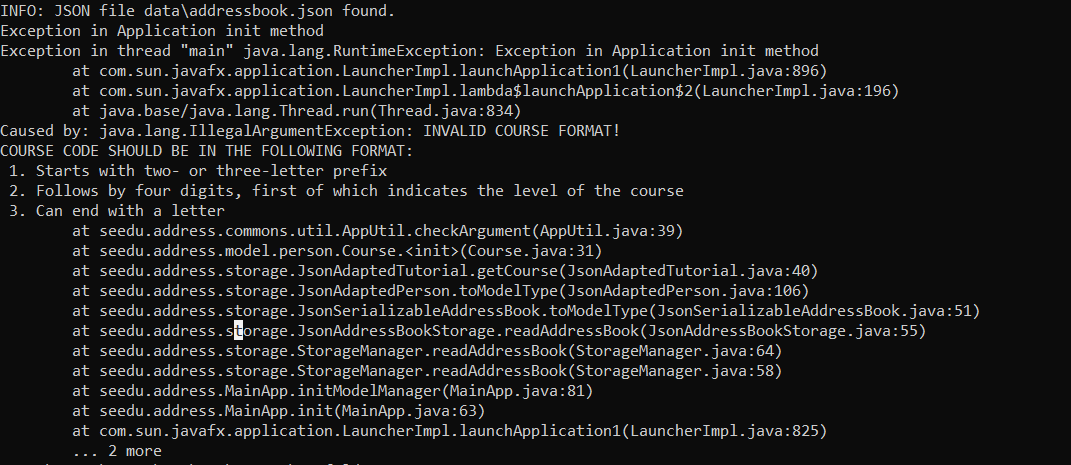 INFO: JSON file data\addressbook.json found.
Exception in Application init method
Exception in thread "main" java.lang.RuntimeException: Exception in Application init method
at com.sun.javafx.application.LauncherImpl.launchApplication1(LauncherImpl.java:896)
at com.sun.javafx.application.LauncherImpl.lambda$launchApplication$2(LauncherImpl.java:196)
at java.base/java.lang.Thread.run(Thread.java:834)
Caused by: java.lang.IllegalArgumentException: INVALID COURSE FORMAT!
COURSE CODE SHOULD BE IN THE FOLLOWING FORMAT:
1. Starts with two- or three-letter prefix
2. Follows by four digits, first of which indicates the level of the course
3. Can end with a letter
at seedu.address.commons.util.AppUtil.checkArgument(AppUtil.java:39)
at seedu.address.model.person.Course.<init>(Course.java:31)
at seedu.address.storage.JsonAdaptedTutorial.getCourse(JsonAdaptedTutorial.java:40)
at seedu.address.storage.JsonAdaptedPerson.toModelType(JsonAdaptedPerson.java:106)
at seedu.address.storage.JsonSerializableAddressBook.toModelType(JsonSerializableAddressBook.java:51)
at seedu.address.storage.JsonAddressBookStorage.readAddressBook(JsonAddressBookStorage.java:55)
at seedu.address.storage.StorageManager.readAddressBook(StorageManager.java:64)
at seedu.address.storage.StorageManager.readAddressBook(StorageManager.java:58)
at seedu.address.MainApp.initModelManager(MainApp.java:81)
at seedu.address.MainApp.init(MainApp.java:63)
at com.sun.javafx.application.LauncherImpl.launchApplication1(LauncherImpl.java:825)
... 2 more